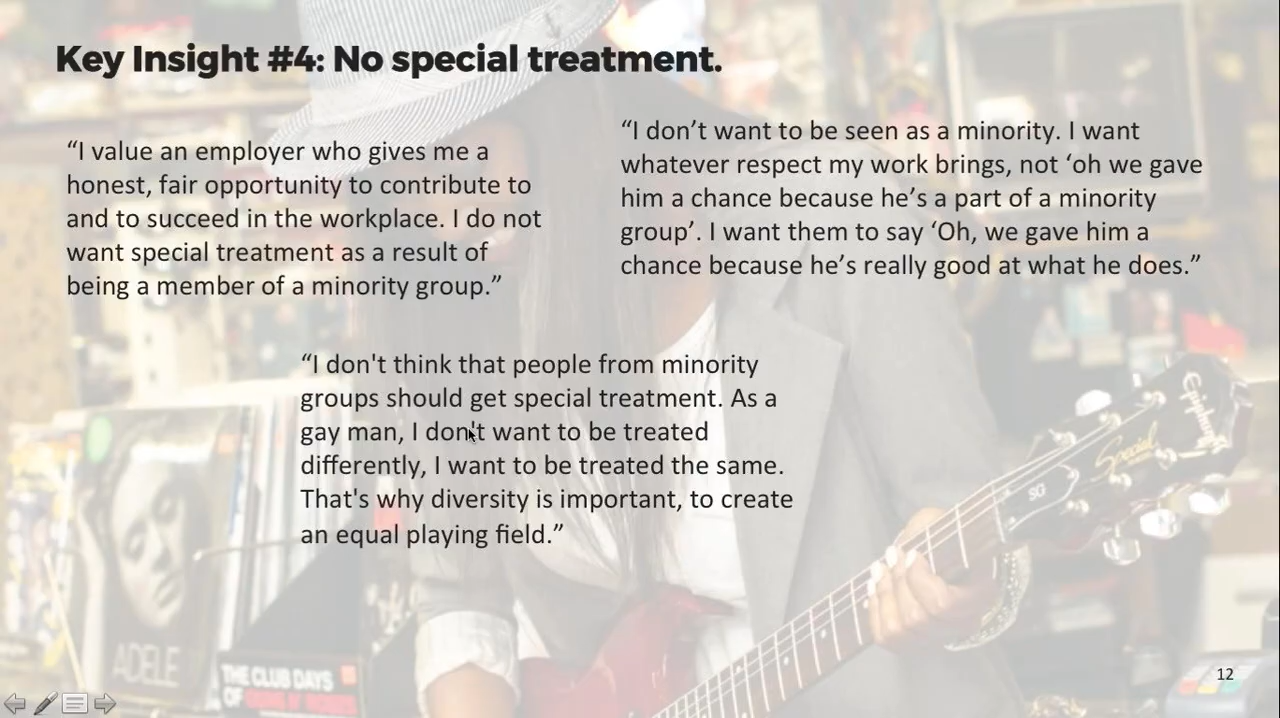 Key Insight #4: No special treatment.
“I value an employer who gives me a
honest, fair opportunity to contribute to
and to succeed in the workplace. I do not
want special treatment as a result of
being a member of a minority group.”
“I don’t want to be seen as a minority. I want
whatever respect my work brings, not ‘oh we gave
him a chance because he’s a part of a minority
group’. I want them to say ‘Oh, we gave him a
chance because he’s really good at what he does.”
“I don't think that people from minority
groups should get special treatment. As a
gay man, I don't want to be treated
differently, I want to be treated the same.
That's why diversity is important, to create
an equal playing field.”
Epiphone
Special
SG
ADELE
THE CLUB DAYS
OF
12